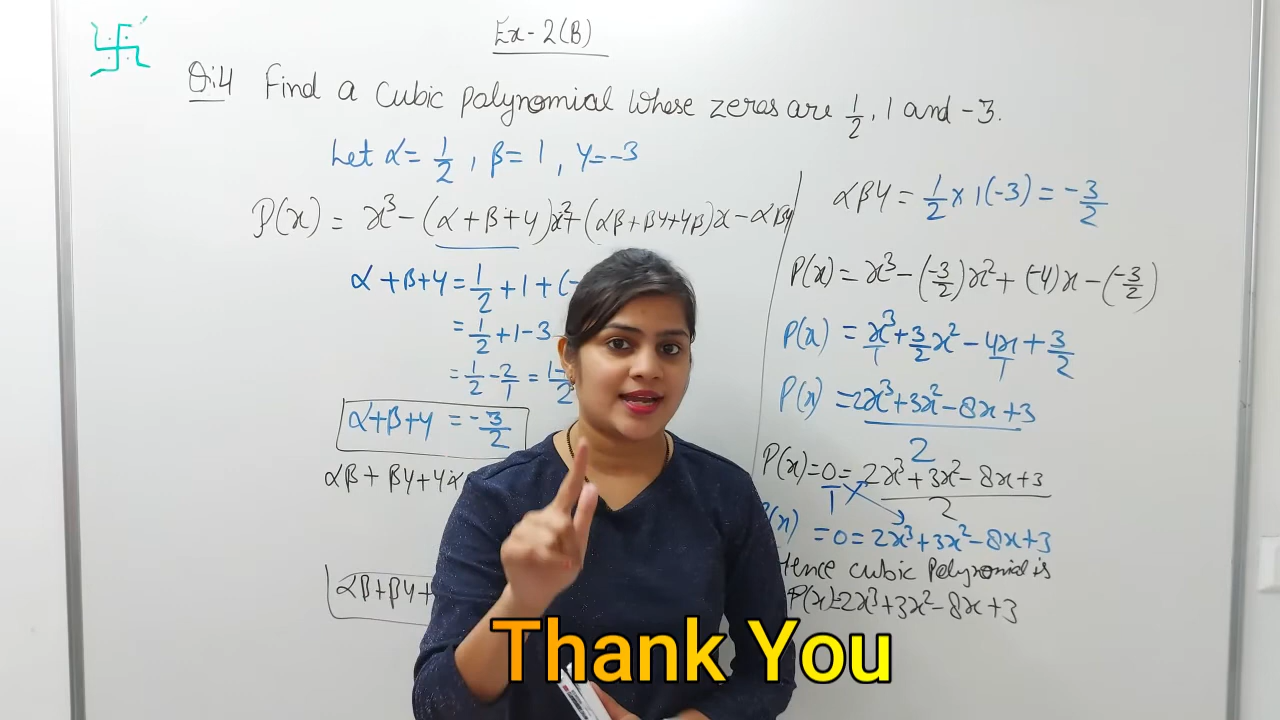 Ex-2(B)
Q:4 Find a cubic polynomial whose zeros are 1/2, 1 and -3.
Let α = 1/2, β = 1, γ = -3
P(x) = x³ - (α+β+γ)x² + (αβ+βγ+γβ)x - αβγ
α+β+γ = 1/2 + 1 + (-
= 1/2 + 1 - 3
= 1/2 - 2/1 = 1-
2
α+β+γ = -3/2
αβ + βγ + γα
αβ+βγ+
αβγ = 1/2 × 1(-3) = -3/2
P(x) = x³ - (-3/2)x² + (-4)x - (-3/2)
P(x) = x³/1 + 3/2 x² - 4x/1 + 3/2
P(x) = 2x³+3x²-8x+3
2
P(x) = 0/1 = 2x³+3x²-8x+3
2
(x) = 0 = 2x³+3x²-8x+3
Hence cubic Polynomial is
P(x)=2x³+3x²-8x+3
Thank You